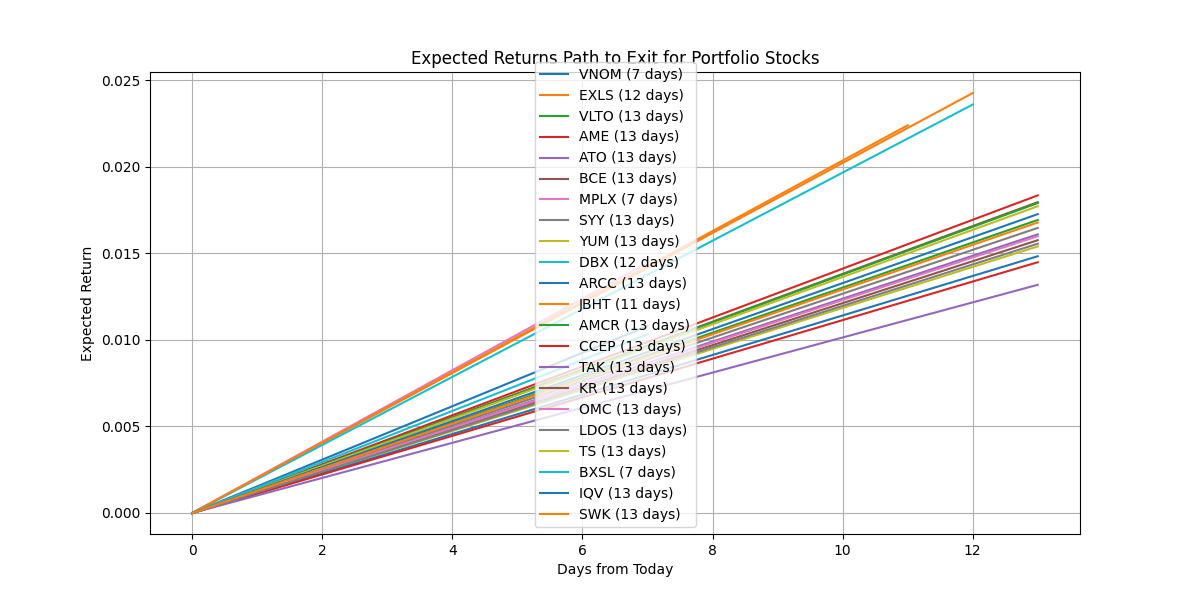 Expected Returns Path to Exit for Portfolio Stocks
VNOM (7 days)
EXLS (12 days)
VLTO (13 days)
AME (13 days)
ATO (13 days)
BCE (13 days)
MPLX (7 days)
SYY (13 days)
YUM (13 days)
DBX (12 days)
ARCC (13 days)
JBHT (11 days)
AMCR (13 days)
CCEP (13 days)
TAK (13 days)
KR (13 days)
OMC (13 days)
LDOS (13 days)
TS (13 days)
BXSL (7 days)
IQV (13 days)
SWK (13 days)
Expected Return
0.025
0.020
0.015
0.010
0.005
0.000
0 2 4 6 8 10 12
Days from Today